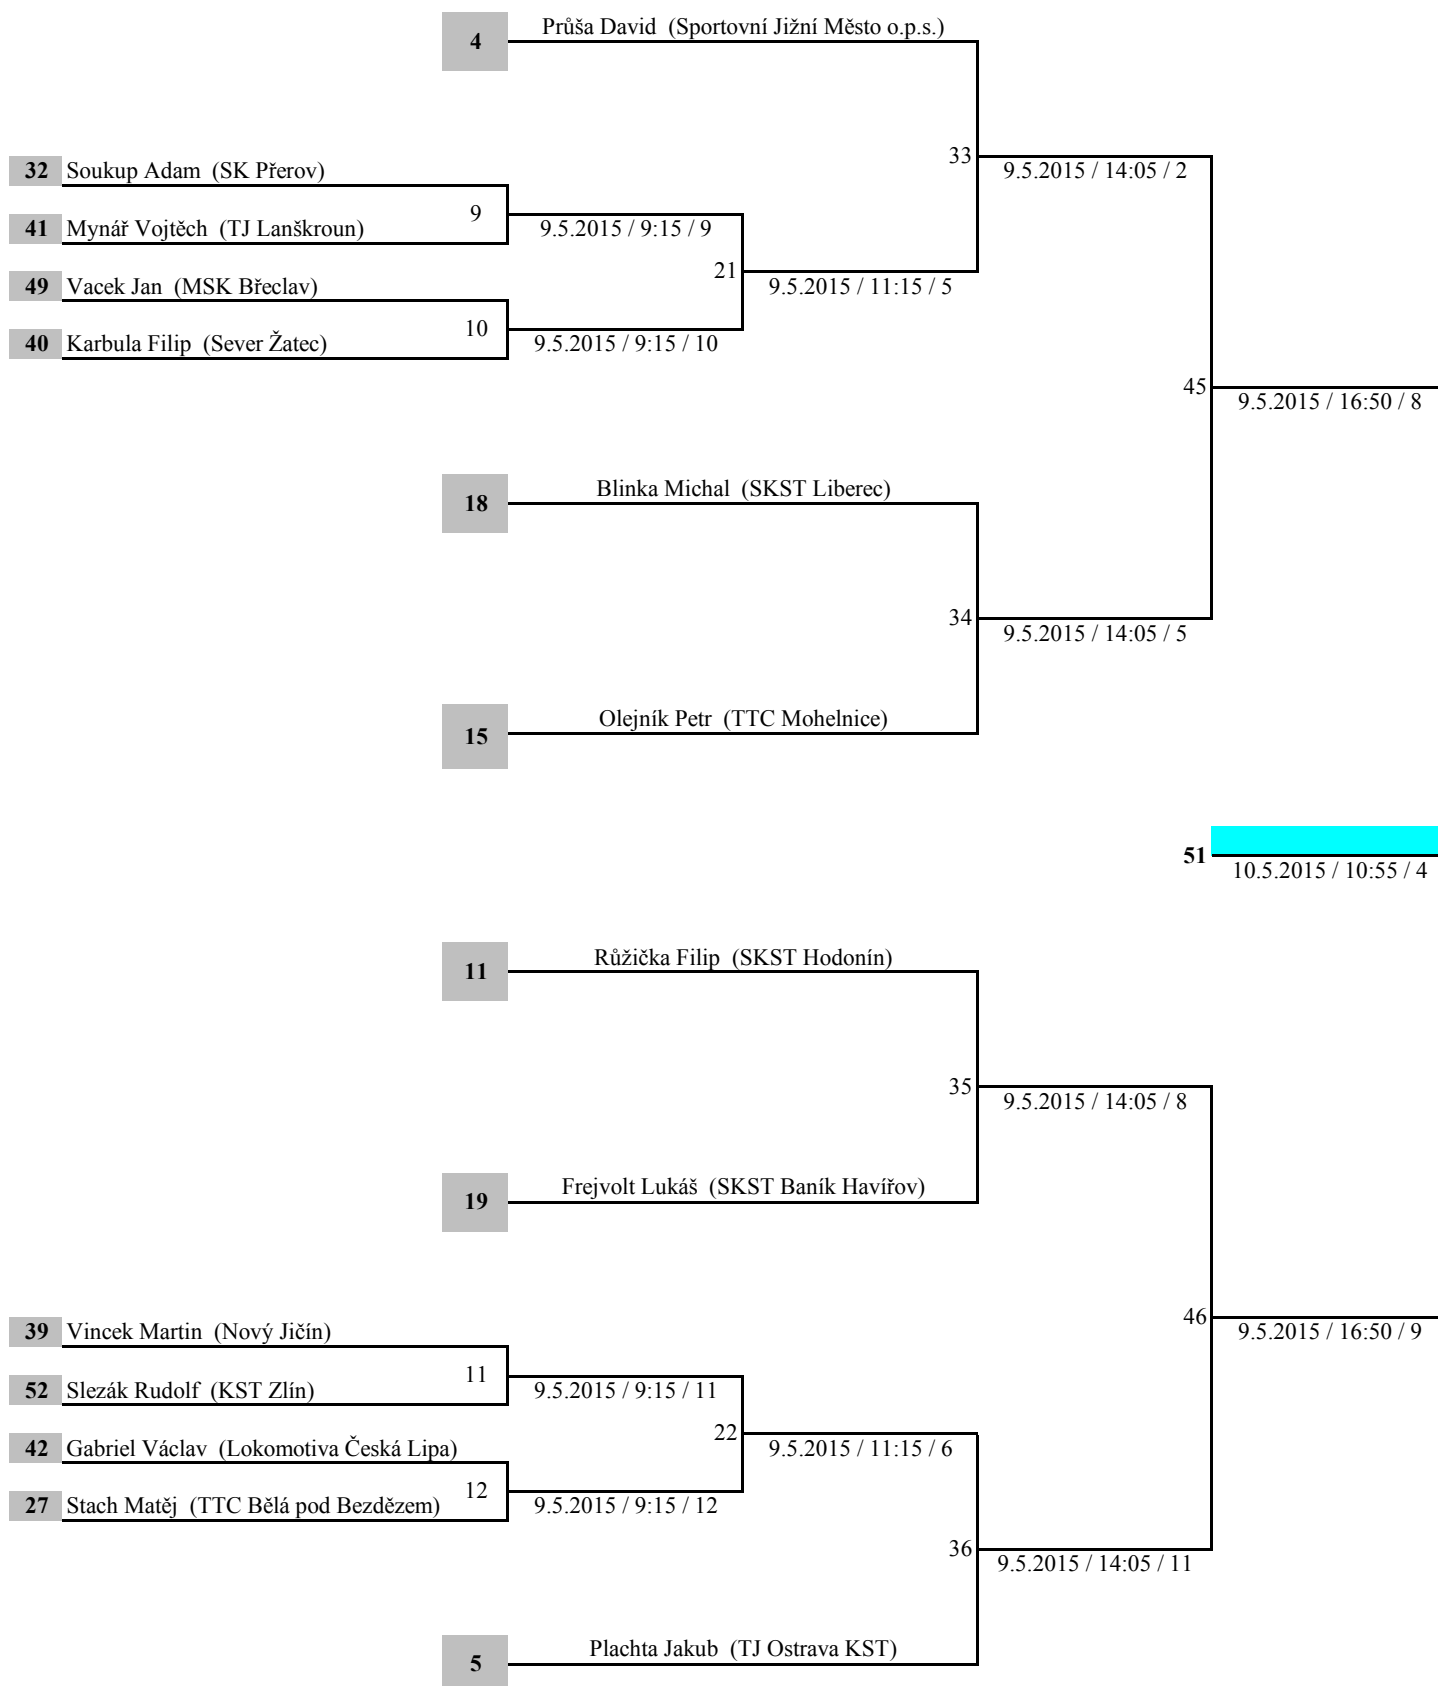 4 Průša David (Sportovní Jižní Město o.p.s.)
33 9.5.2015 / 14:05 / 2
32 Soukup Adam (SK Přerov)
9 9.5.2015 / 9:15 / 9
41 Mynář Vojtěch (TJ Lanškroun)
21 9.5.2015 / 11:15 / 5
49 Vacek Jan (MSK Břeclav)
10 9.5.2015 / 9:15 / 10
40 Karbula Filip (Sever Žatec)
45 9.5.2015 / 16:50 / 8
18 Blinka Michal (SKST Liberec)
34 9.5.2015 / 14:05 / 5
15 Olejník Petr (TTC Mohelnice)
51 10.5.2015 / 10:55 / 4
11 Růžička Filip (SKST Hodonín)
35 9.5.2015 / 14:05 / 8
19 Frejvolt Lukáš (SKST Baník Havířov)
46 9.5.2015 / 16:50 / 9
39 Vincek Martin (Nový Jičín)
11 9.5.2015 / 9:15 / 11
52 Slezák Rudolf (KST Zlín)
22 9.5.2015 / 11:15 / 6
42 Gabriel Václav (Lokomotiva Česká Lipa)
12 9.5.2015 / 9:15 / 12
27 Stach Matěj (TTC Bělá pod Bezdězem)
36 9.5.2015 / 14:05 / 11
5 Plachta Jakub (TJ Ostrava KST)